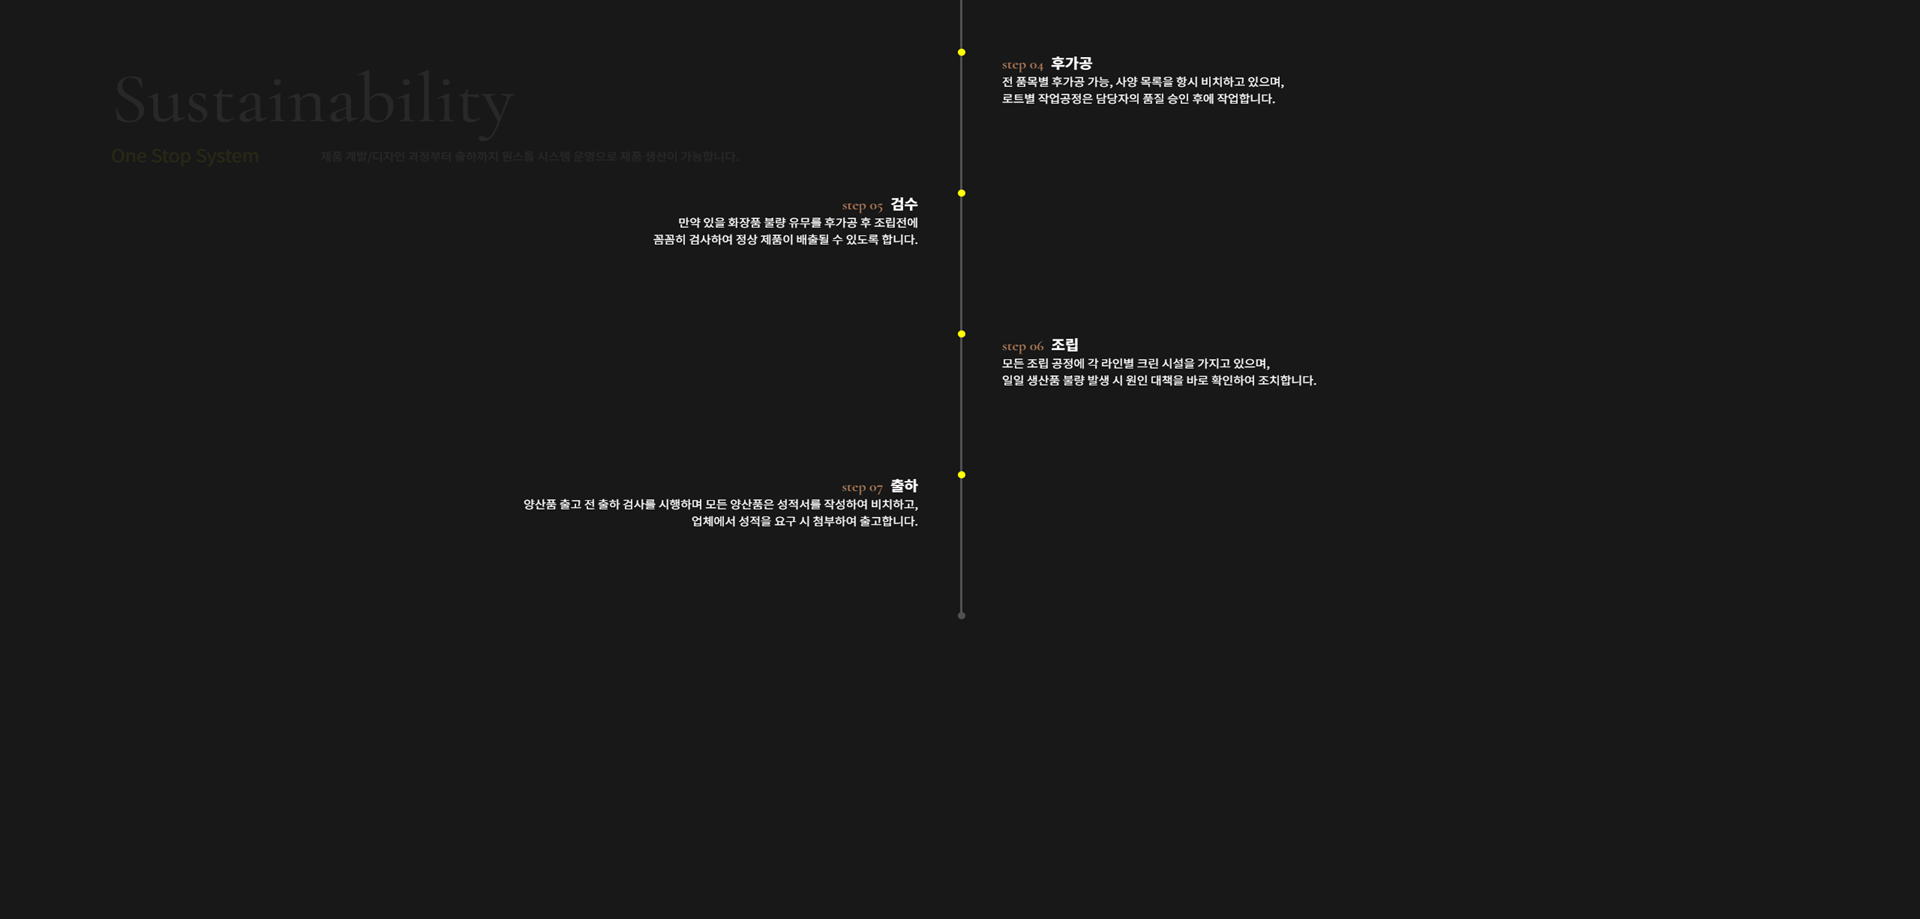 Sustainability
One Stop System
제품 개발/디자인 과정부터 출하까지 원스톱 시스템 운영으로 제품 생산이 가능합니다.
step 04 후가공
전 품목별 후가공 가능, 사양 목록을 항시 비치하고 있으며,
로트별 작업공정은 담당자의 품질 승인 후에 작업합니다.
step 05 검수
만약 있을 화장품 불량 유무를 후가공 후 조립전에
꼼꼼히 검사하여 정상 제품이 배출될 수 있도록 합니다.
step 06 조립
모든 조립 공정에 각 라인별 크린 시설을 가지고 있으며,
일일 생산품 불량 발생 시 원인 대책을 바로 확인하여 조치합니다.
step 07 출하
양산품 출고 전 출하 검사를 시행하며 모든 양산품은 성적서를 작성하여 비치하고,
업체에서 성적을 요구 시 첨부하여 출고합니다.